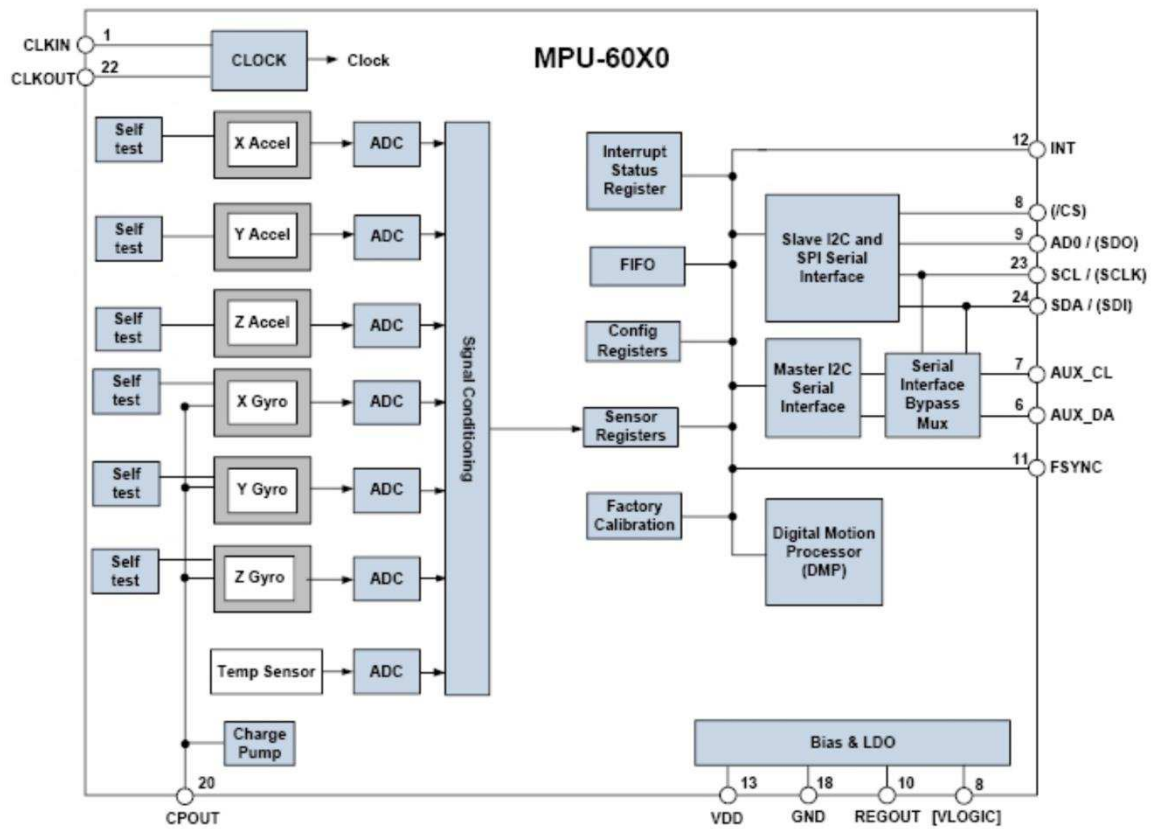 MPU-60X0
CLKIN
1
CLKOUT
22
CLOCK
Clock
Self
test
X Accel
ADC
Self
test
Y Accel
ADC
Self
test
Z Accel
ADC
Self
test
X Gyro
ADC
Self
test
Y Gyro
ADC
Self
test
Z Gyro
ADC
Temp Sensor
ADC
Charge
Pump
20
CPOUT
Signal Conditioning
Interrupt
Status
Register
FIFO
Config
Registers
Sensor
Registers
Factory
Calibration
Slave I2C and
SPI Serial
Interface
Master I2C
Serial
Interface
Serial
Interface
Bypass
Mux
Digital Motion
Processor
(DMP)
12
INT
8
(/CS)
9
AD0 / (SDO)
23
SCL / (SCLK)
24
SDA / (SDI)
7
AUX_CL
6
AUX_DA
11
FSYNC
Bias & LDO
13
VDD
18
GND
10
REGOUT
8
[VLOGIC]